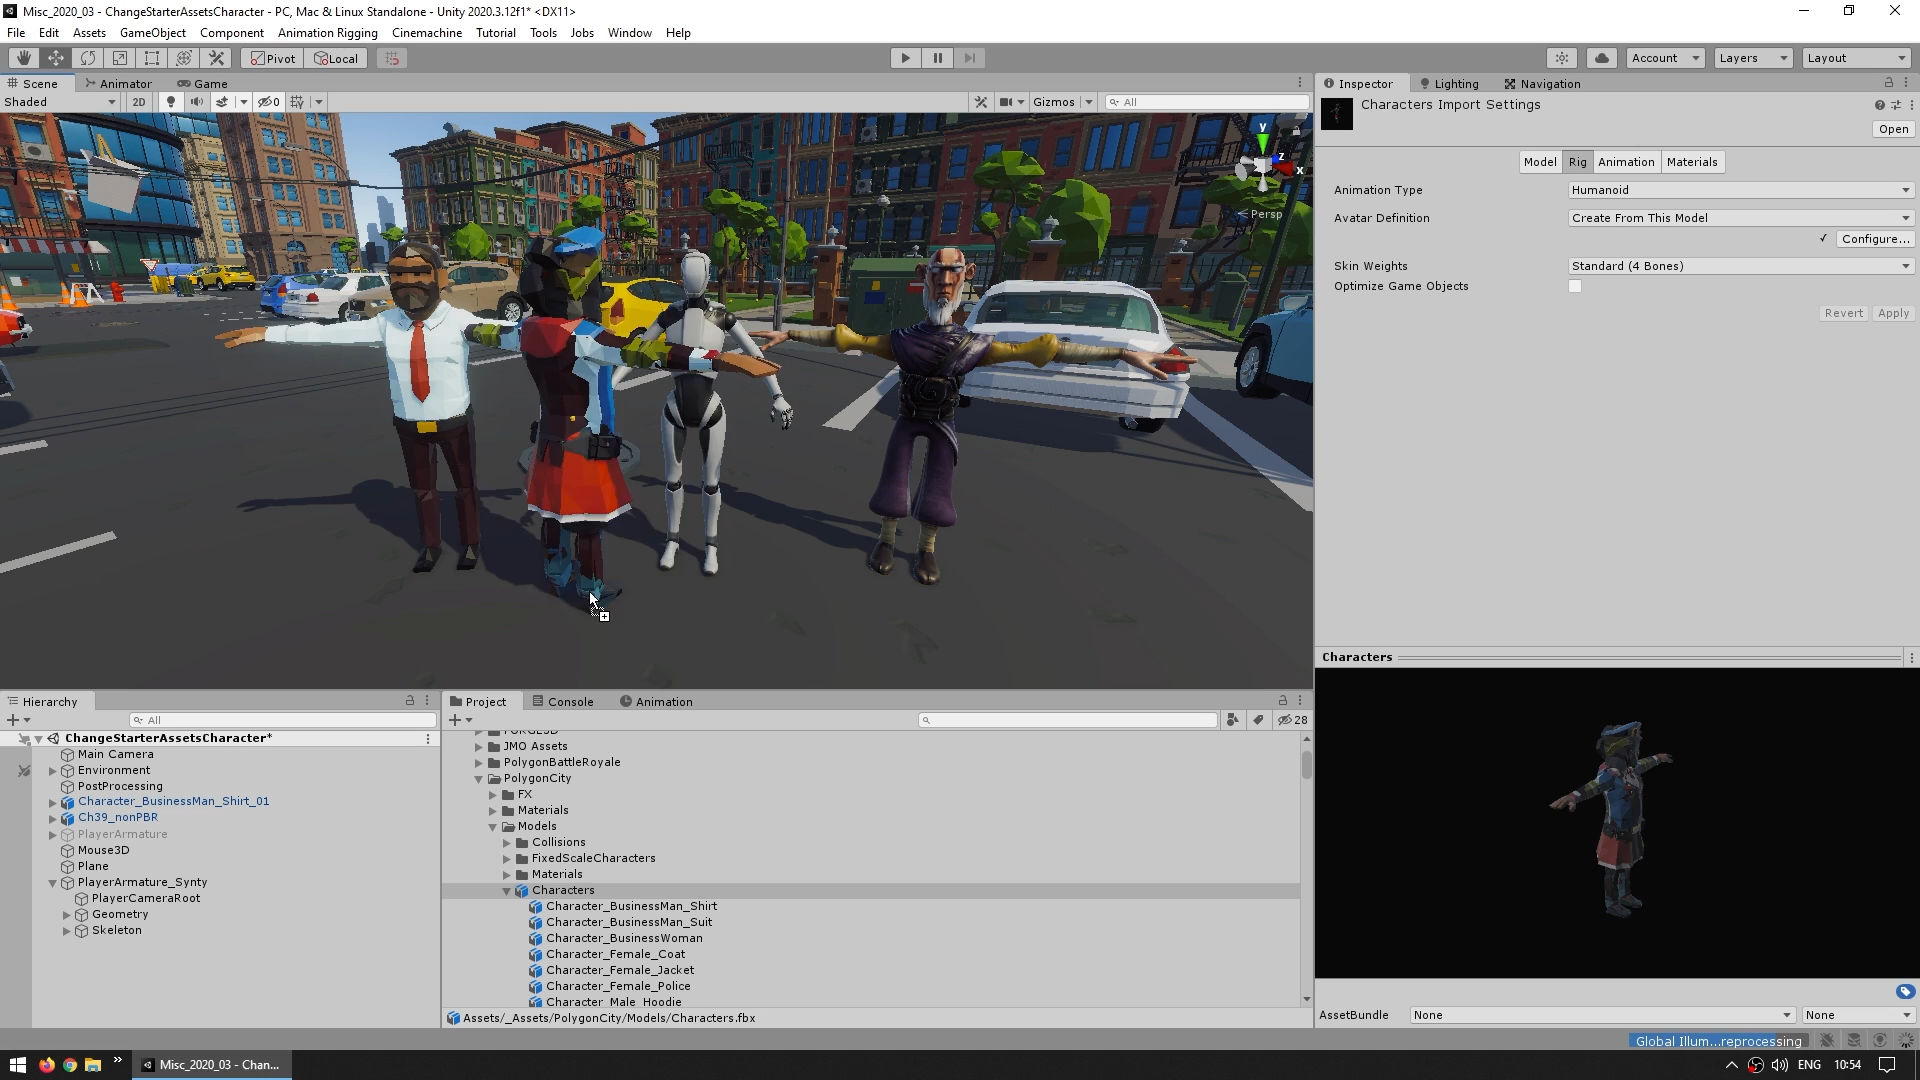 Misc_2020_03 - ChangeStarterAssetsCharacter - PC, Mac & Linux Standalone - Unity 2020.3.12f1* <DX11>
File Edit Assets GameObject Component Animation Rigging Cinemachine Tutorial Tools Jobs Window Help
Pivot Local Account Layers Layout
Scene Animator Game
Shaded 2D 0 Gizmos All
y
z
x
Persp
Inspector Lighting Navigation
Characters Import Settings
Open
Model Rig Animation Materials
Animation Type Humanoid
Avatar Definition Create From This Model
Configure...
Skin Weights Standard (4 Bones)
Optimize Game Objects
Revert Apply
Characters
AssetBundle None None
Hierarchy
All
ChangeStarterAssetsCharacter*
Main Camera
Environment
PostProcessing
Character_BusinessMan_Shirt_01
Ch39_nonPBR
PlayerArmature
Mouse3D
Plane
PlayerArmature_Synty
PlayerCameraRoot
Geometry
Skeleton
Project Console Animation
28
JMO Assets
PolygonBattleRoyale
PolygonCity
FX
Materials
Models
Collisions
FixedScaleCharacters
Materials
Characters
Character_BusinessMan_Shirt
Character_BusinessMan_Suit
Character_BusinessWoman
Character_Female_Coat
Character_Female_Jacket
Character_Female_Police
Character_Male_Hoodie
Assets/_Assets/PolygonCity/Models/Characters.fbx
Global Illum...reprocessing
Misc_2020_03 - Chan...
ENG 10:54